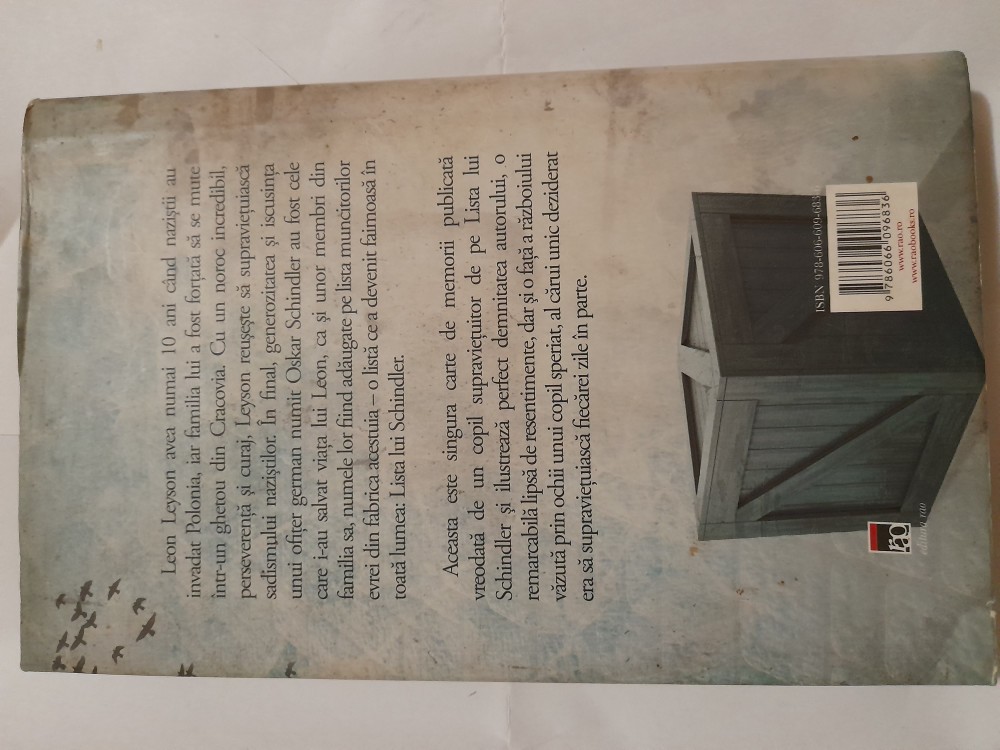 Leon Leyson avea numai 10 ani când naziștii au
invadat Polonia, iar familia lui a fost forțată să se mute
într-un ghetou din Cracovia. Cu un noroc incredibil,
perseverență și curaj, Leyson reușește să supraviețuiască
sadismului naziștilor. În final, generozitatea și iscusința
unui ofițer german numit Oskar Schindler au fost cele
care i-au salvat viața lui Leon, ca și unor membri din
familia sa, numele lor fiind adăugate pe lista muncitorilor
evrei din fabrica acestuia – o listă ce a devenit faimoasă în
toată lumea: Lista lui Schindler.
Aceasta este singura carte de memorii publicată
vreodată de un copil supraviețuitor de pe Lista lui
Schindler și ilustrează perfect demnitatea autorului, o
remarcabilă lipsă de resentimente, dar și o față a războiului
văzută prin ochii unui copil speriat, al cărui unic deziderat
era să supraviețuiască fiecărei zile în parte.
ISBN 978-606-609-683
9 786066 096836
www.rao.ro
www.raobooks.ro
rao
editura rao